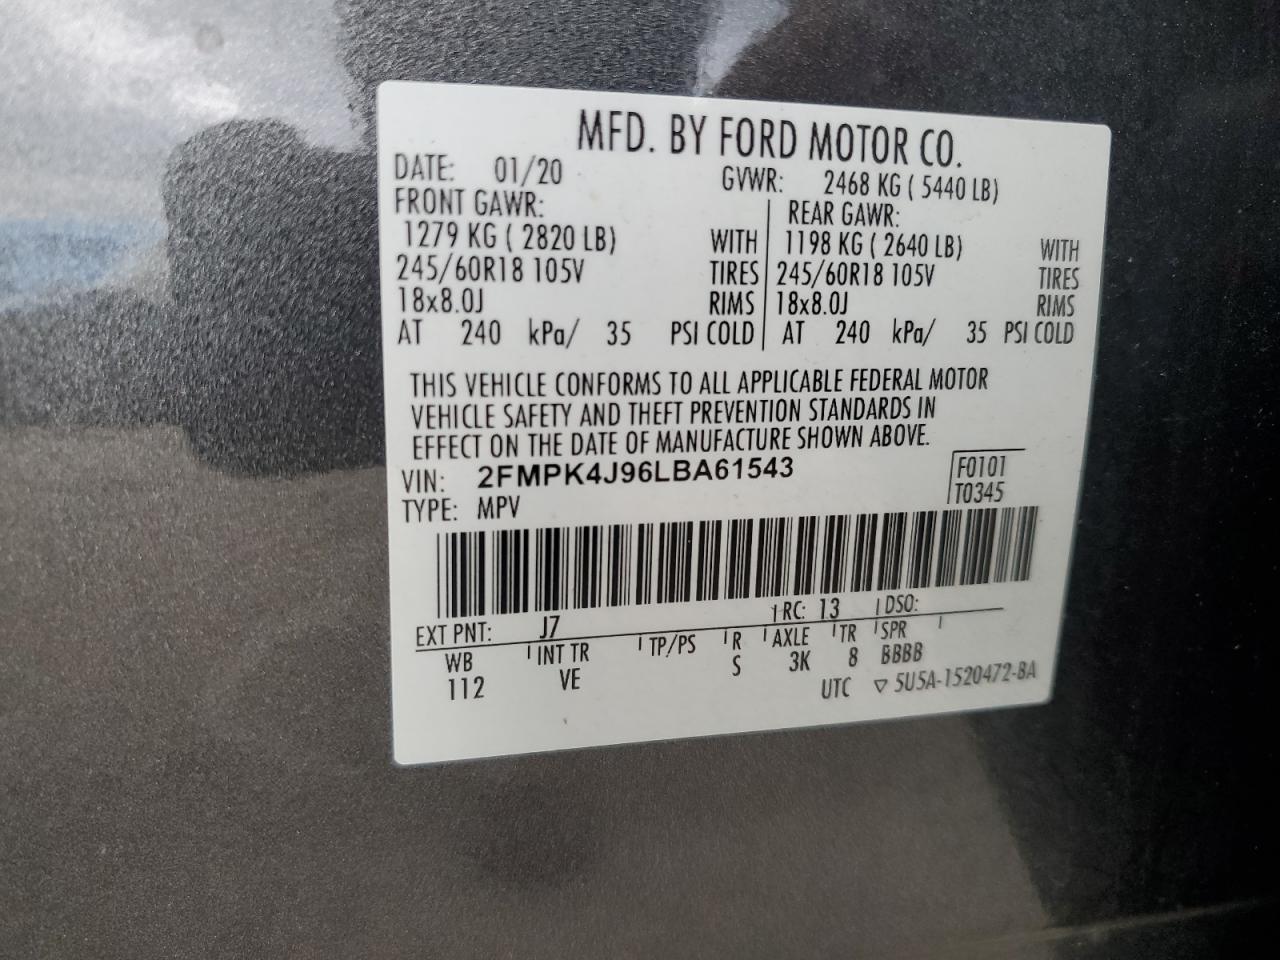 MFD. BY FORD MOTOR CO.
DATE: 01/20 GVWR: 2468 KG ( 5440 LB)
FRONT GAWR: REAR GAWR:
1279 KG ( 2820 LB) WITH 1198 KG ( 2640 LB) WITH
245/60R18 105V TIRES 245/60R18 105V TIRES
18x8.0J RIMS 18x8.0J RIMS
AT 240 kPa/ 35 PSI COLD AT 240 kPa/ 35 PSI COLD
THIS VEHICLE CONFORMS TO ALL APPLICABLE FEDERAL MOTOR
VEHICLE SAFETY AND THEFT PREVENTION STANDARDS IN
EFFECT ON THE DATE OF MANUFACTURE SHOWN ABOVE.
VIN: 2FMPK4J96LBA61543 F0101
TYPE: MPV T0345
EXT PNT: J7 RC: 13 DSO:
WB INT TR TP/PS R AXLE TR SPR
112 VE S 3K 8 BBBB
UTC ▽ 5U5A-1520472-BA